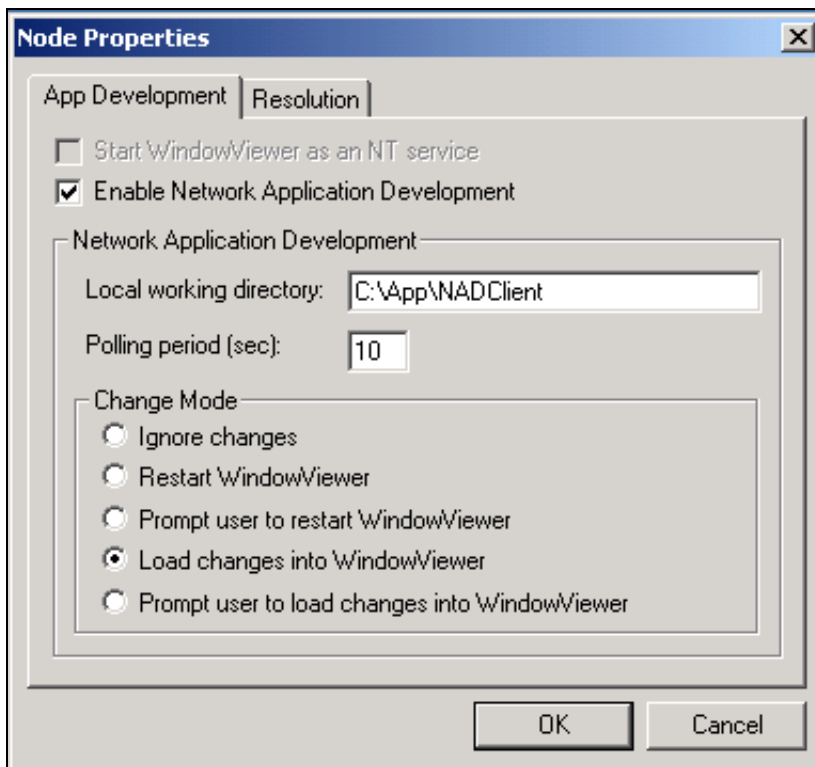 Node Properties
App Development
Resolution
Start WindowViewer as an NT service
Enable Network Application Development
Network Application Development
Local working directory: C:\App\NADClient
Polling period (sec): 10
Change Mode
Ignore changes
Restart WindowViewer
Prompt user to restart WindowViewer
Load changes into WindowViewer
Prompt user to load changes into WindowViewer
OK Cancel